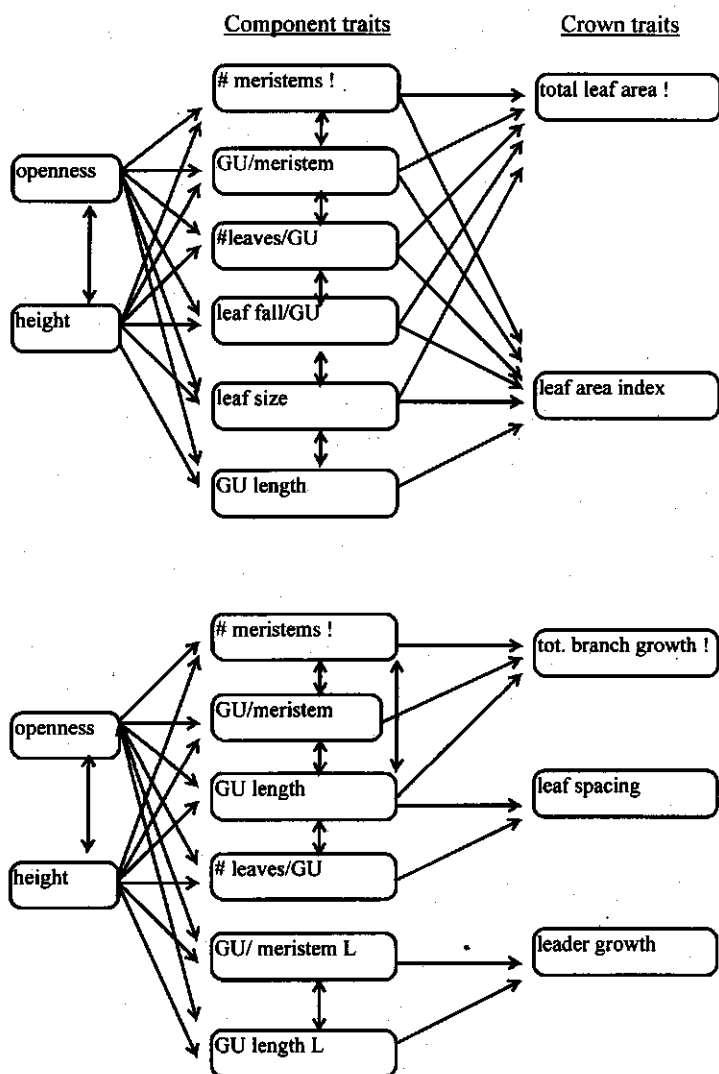 Component traits
Crown traits
# meristems !
total leaf area !
GU/meristem
openness
#leaves/GU
leaf fall/GU
height
leaf size
leaf area index
GU length
# meristems !
tot. branch growth !
GU/meristem
openness
GU length
leaf spacing
# leaves/GU
height
GU/ meristem L
leader growth
GU length L